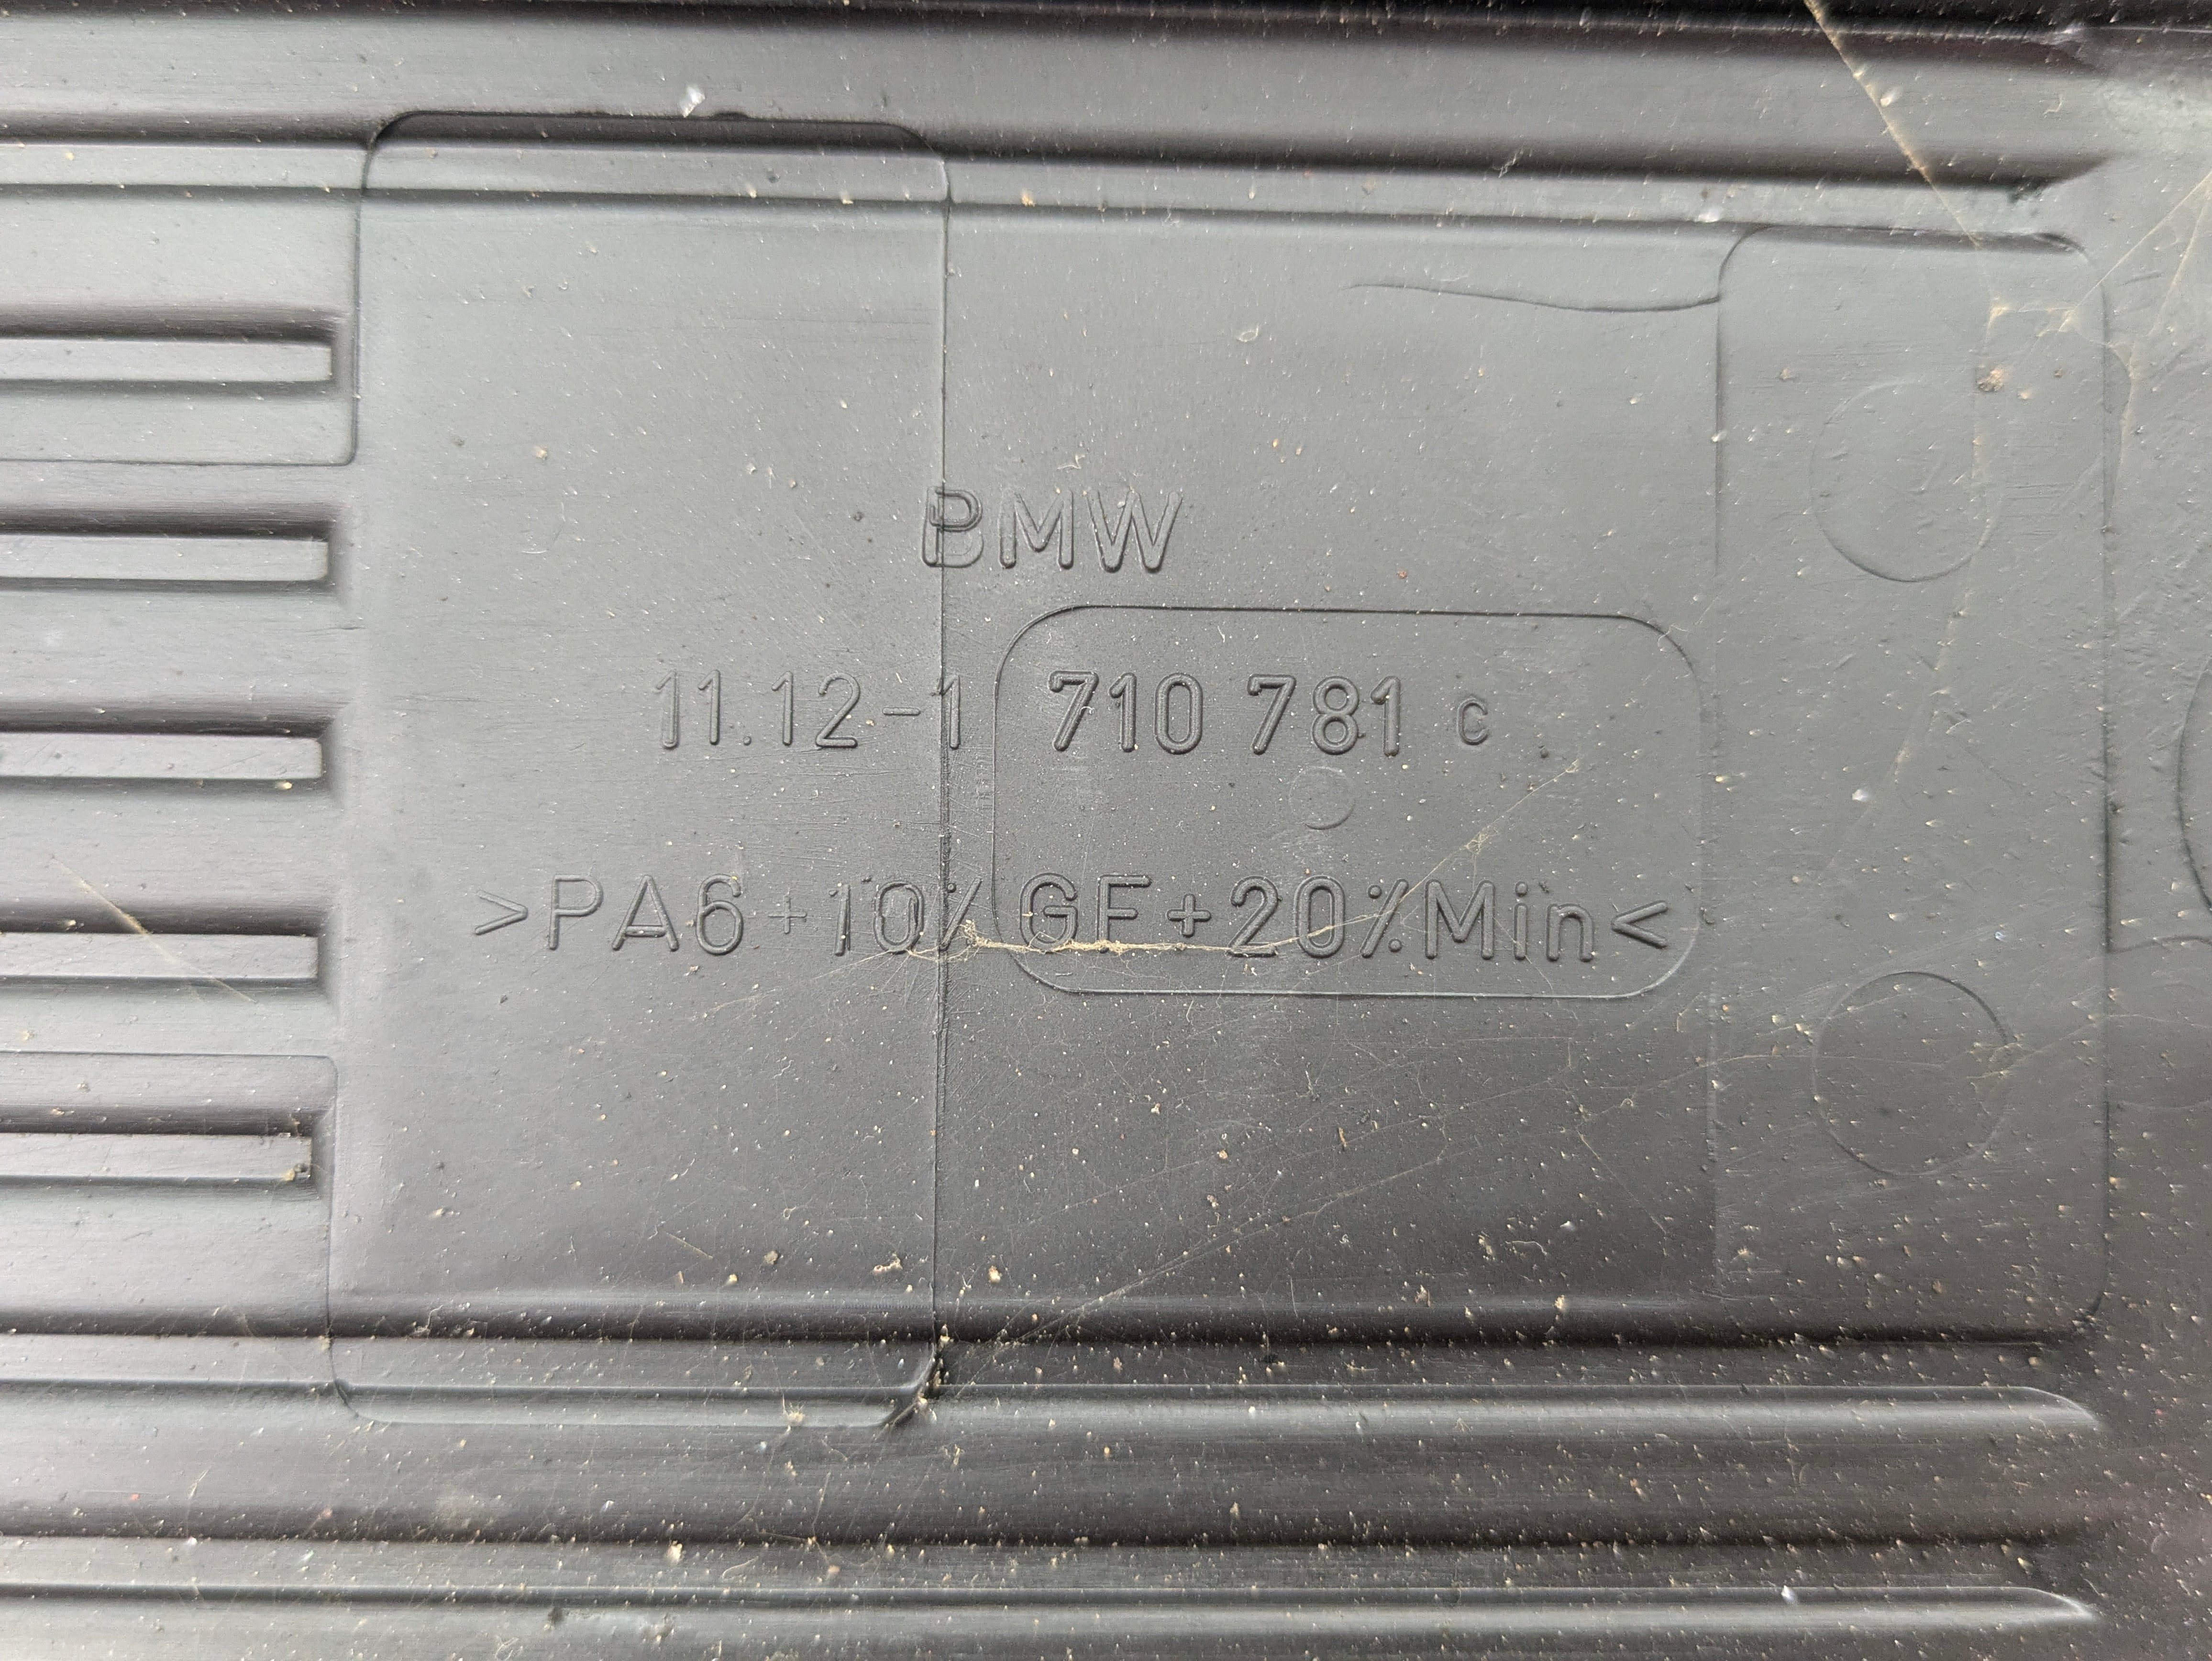 BMW
11.12-1 710 781 c
>PA6+10% GF+20%Min<